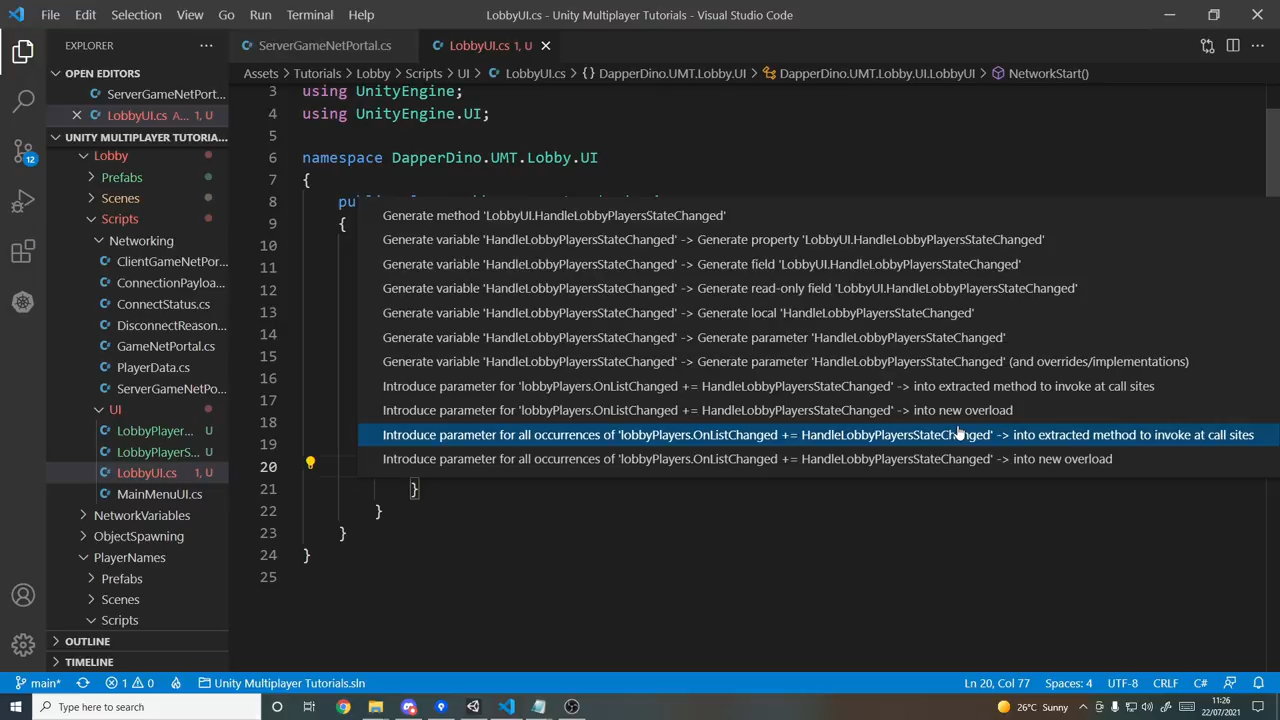 File Edit Selection View Go Run Terminal Help LobbyUI.cs - Unity Multiplayer Tutorials - Visual Studio Code
EXPLORER
ServerGameNetPortal.cs
LobbyUI.cs 1, U
Assets > Tutorials > Lobby > Scripts > UI > LobbyUI.cs > {} DapperDino.UMT.Lobby.UI > DapperDino.UMT.Lobby.UI.LobbyUI > NetworkStart()
OPEN EDITORS
ServerGameNetPort...
LobbyUI.cs A... 1, U
UNITY MULTIPLAYER TUTORIA...
Lobby
Prefabs
Scenes
Scripts
Networking
ClientGameNetPor...
ConnectionPayloa...
ConnectStatus.cs
DisconnectReason...
GameNetPortal.cs
PlayerData.cs
ServerGameNetPo...
UI
LobbyPlayer... U
LobbyPlayerS... U
LobbyUI.cs 1, U
MainMenuUI.cs
NetworkVariables
ObjectSpawning
PlayerNames
Prefabs
Scenes
Scripts
OUTLINE
TIMELINE
12
3 using UnityEngine;
4 using UnityEngine.UI;
5
6 namespace DapperDino.UMT.Lobby.UI
7 {
8
9 {
10
11
12
13
14
15
16
17
18
19
20
21 }
22 }
23 }
24 }
25
Generate method 'LobbyUI.HandleLobbyPlayersStateChanged'
Generate variable 'HandleLobbyPlayersStateChanged' -> Generate property 'LobbyUI.HandleLobbyPlayersStateChanged'
Generate variable 'HandleLobbyPlayersStateChanged' -> Generate field 'LobbyUI.HandleLobbyPlayersStateChanged'
Generate variable 'HandleLobbyPlayersStateChanged' -> Generate read-only field 'LobbyUI.HandleLobbyPlayersStateChanged'
Generate variable 'HandleLobbyPlayersStateChanged' -> Generate local 'HandleLobbyPlayersStateChanged'
Generate variable 'HandleLobbyPlayersStateChanged' -> Generate parameter 'HandleLobbyPlayersStateChanged'
Generate variable 'HandleLobbyPlayersStateChanged' -> Generate parameter 'HandleLobbyPlayersStateChanged' (and overrides/implementations)
Introduce parameter for 'lobbyPlayers.OnListChanged += HandleLobbyPlayersStateChanged' -> into extracted method to invoke at call sites
Introduce parameter for 'lobbyPlayers.OnListChanged += HandleLobbyPlayersStateChanged' -> into new overload
Introduce parameter for all occurrences of 'lobbyPlayers.OnListChanged += HandleLobbyPlayersStateChanged' -> into extracted method to invoke at call sites
Introduce parameter for all occurrences of 'lobbyPlayers.OnListChanged += HandleLobbyPlayersStateChanged' -> into new overload
main* 1 0 Unity Multiplayer Tutorials.sln Ln 20, Col 77 Spaces: 4 UTF-8 CRLF C#
Type here to search 26°C Sunny 11:26
22/07/2021